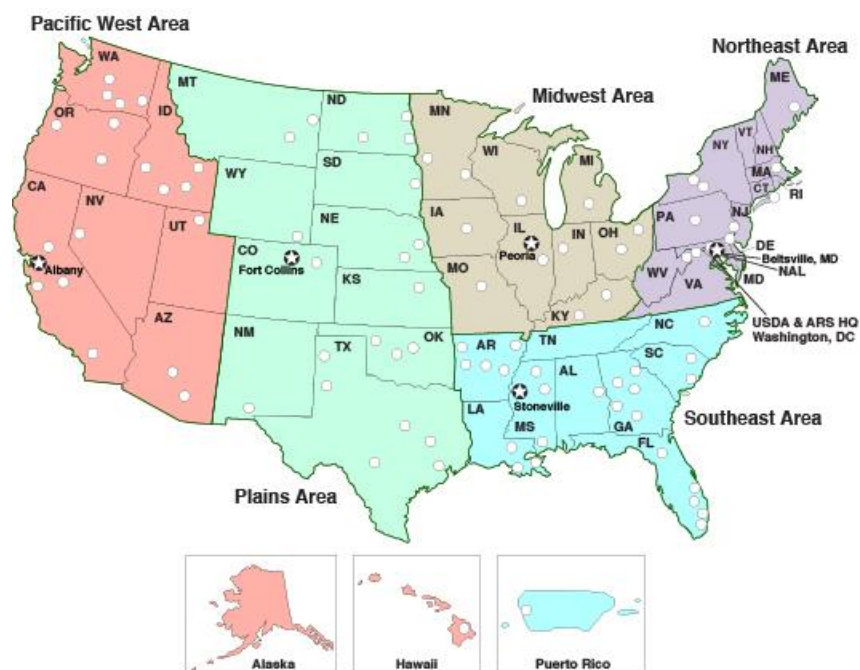 Pacific West Area
Northeast Area
Midwest Area
WA
MT
ND
MN
ME
OR
ID
WI
MI
NY
VT
NH
MA
CT
RI
SD
WY
CA
NV
UT
NE
IA
PA
NJ
CO
Fort Collins
IL
Peoria
IN
OH
Albany
DE
Beltsville, MD
NAL
MD
KS
MO
WV
VA
KY
USDA & ARS HQ
Washington, DC
AZ
NM
TX
OK
AR
TN
NC
SC
AL
Stoneville
LA
MS
GA
FL
Southeast Area
Plains Area
Alaska
Hawaii
Puerto Rico